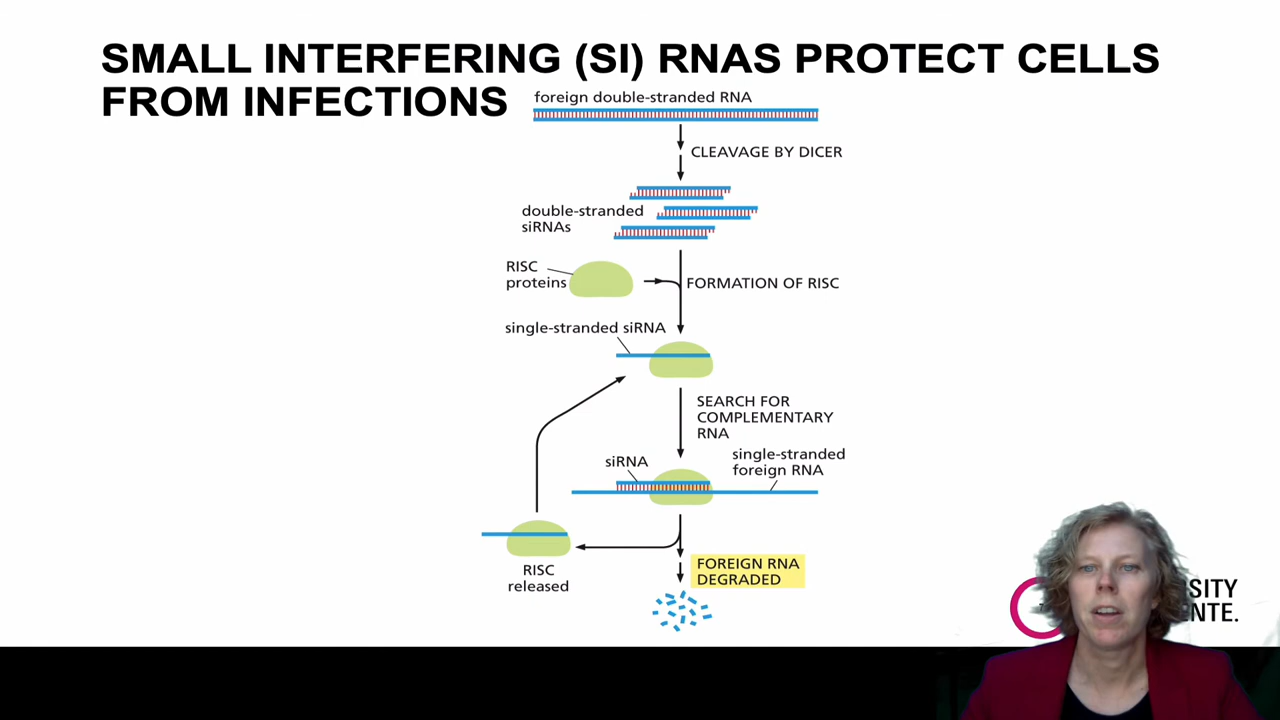 SMALL INTERFERING (SI) RNAS PROTECT CELLS
FROM INFECTIONS
foreign double-stranded RNA
CLEAVAGE BY DICER
double-stranded
siRNAs
RISC
proteins
FORMATION OF RISC
single-stranded siRNA
SEARCH FOR
COMPLEMENTARY
RNA
siRNA
single-stranded
foreign RNA
RISC
released
FOREIGN RNA
DEGRADED